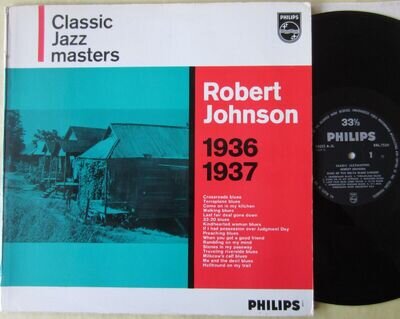 Classic
Jazz
masters
PHILIPS
Robert
Johnson
1936
1937
Crossroads blues
Terraplane blues
Come on in my kitchen
Walking blues
Last fair deal gone down
32-20 blues
Kindhearted woman blues
If I had possession over Judgment Day
Preaching blues
When you got a good friend
Rambling on my mind
Stones in my passway
Traveling riverside blues
Milkcow's calf blues
Me and the devil blues
Hellhound on my trail
PHILIPS
33⅓
PHILIPS
1